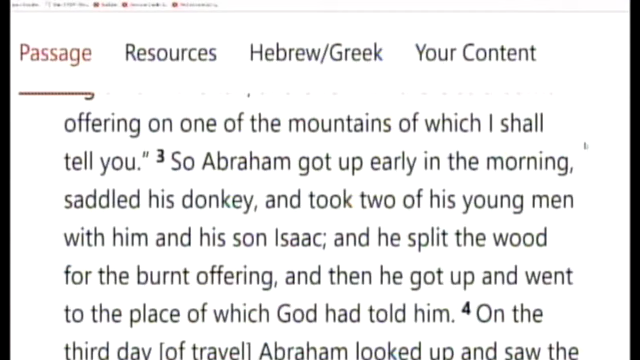 Passage Resources Hebrew/Greek Your Content
offering on one of the mountains of which I shall
tell you.” 3 So Abraham got up early in the morning,
saddled his donkey, and took two of his young men
with him and his son Isaac; and he split the wood
for the burnt offering, and then he got up and went
to the place of which God had told him. 4 On the
third day [of travel] Abraham looked up and saw the